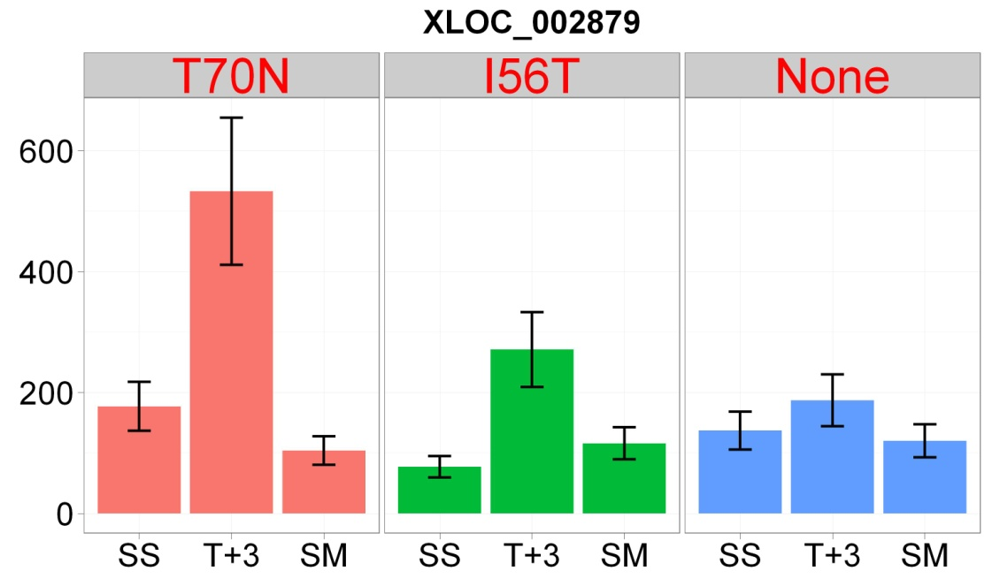 XLOC_002879
T70N I56T None
600
400
200
0
SS T+3 SM SS T+3 SM SS T+3 SM